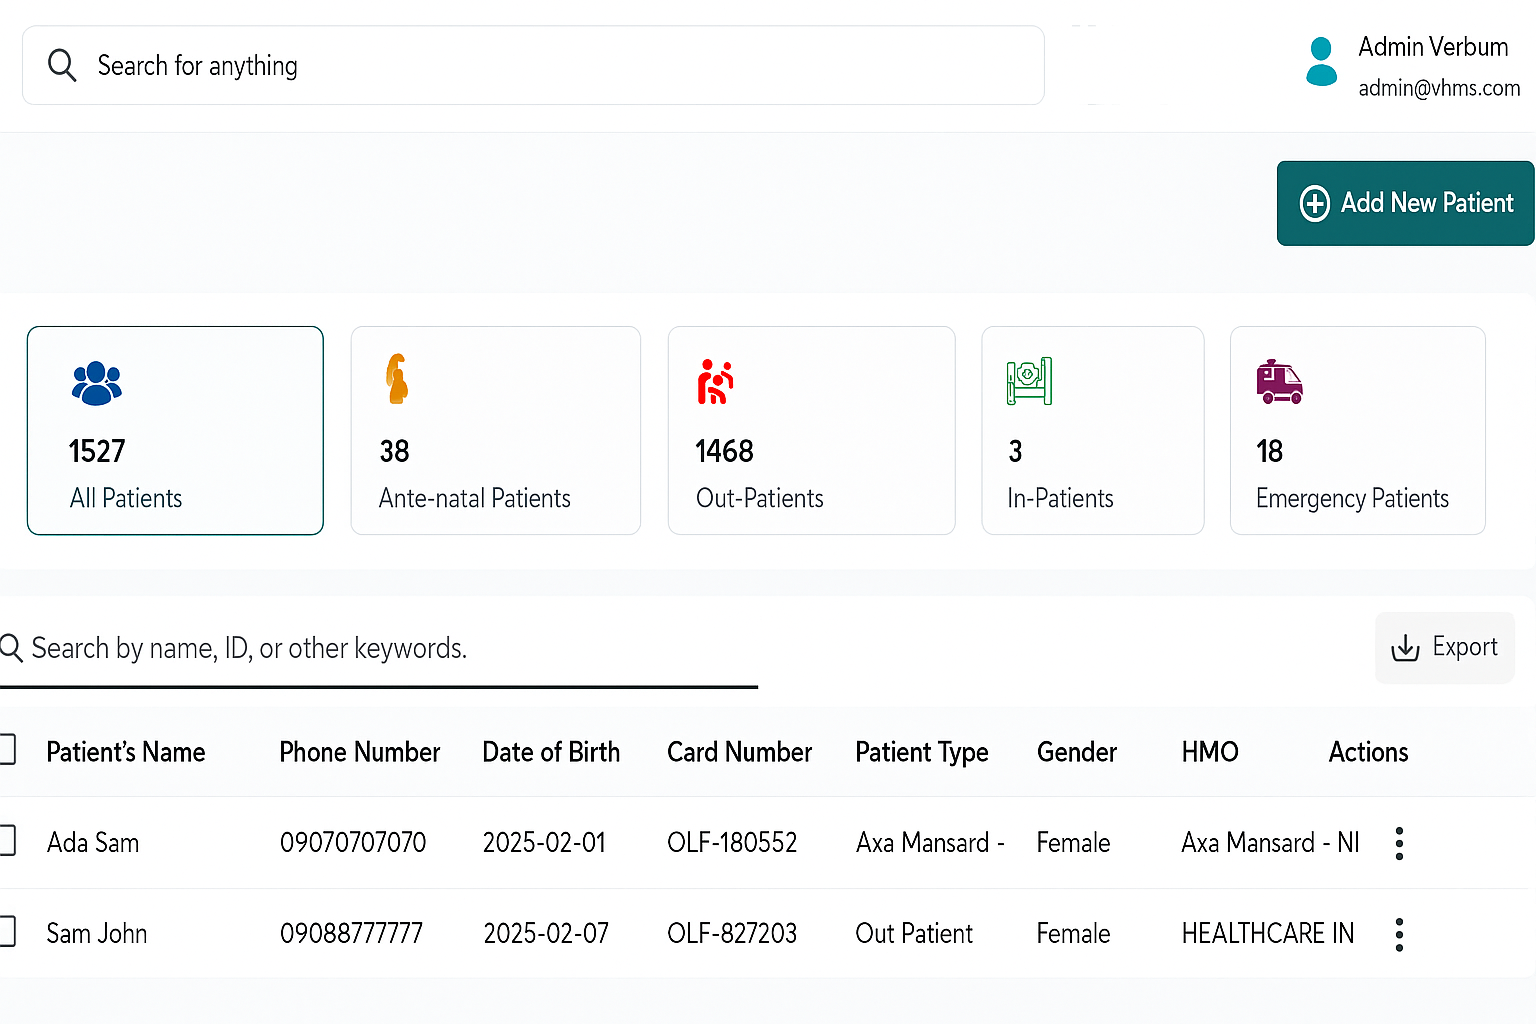 Search for anything
Admin Verbum
admin@vhms.com
Add New Patient
1527
All Patients
38
Ante-natal Patients
1468
Out-Patients
3
In-Patients
18
Emergency Patients
Search by name, ID, or other keywords.
Export
Patient’s Name Phone Number Date of Birth Card Number Patient Type Gender HMO Actions
Ada Sam 09070707070 2025-02-01 OLF-180552 Axa Mansard - Female Axa Mansard - NI
Sam John 09088777777 2025-02-07 OLF-827203 Out Patient Female HEALTHCARE IN